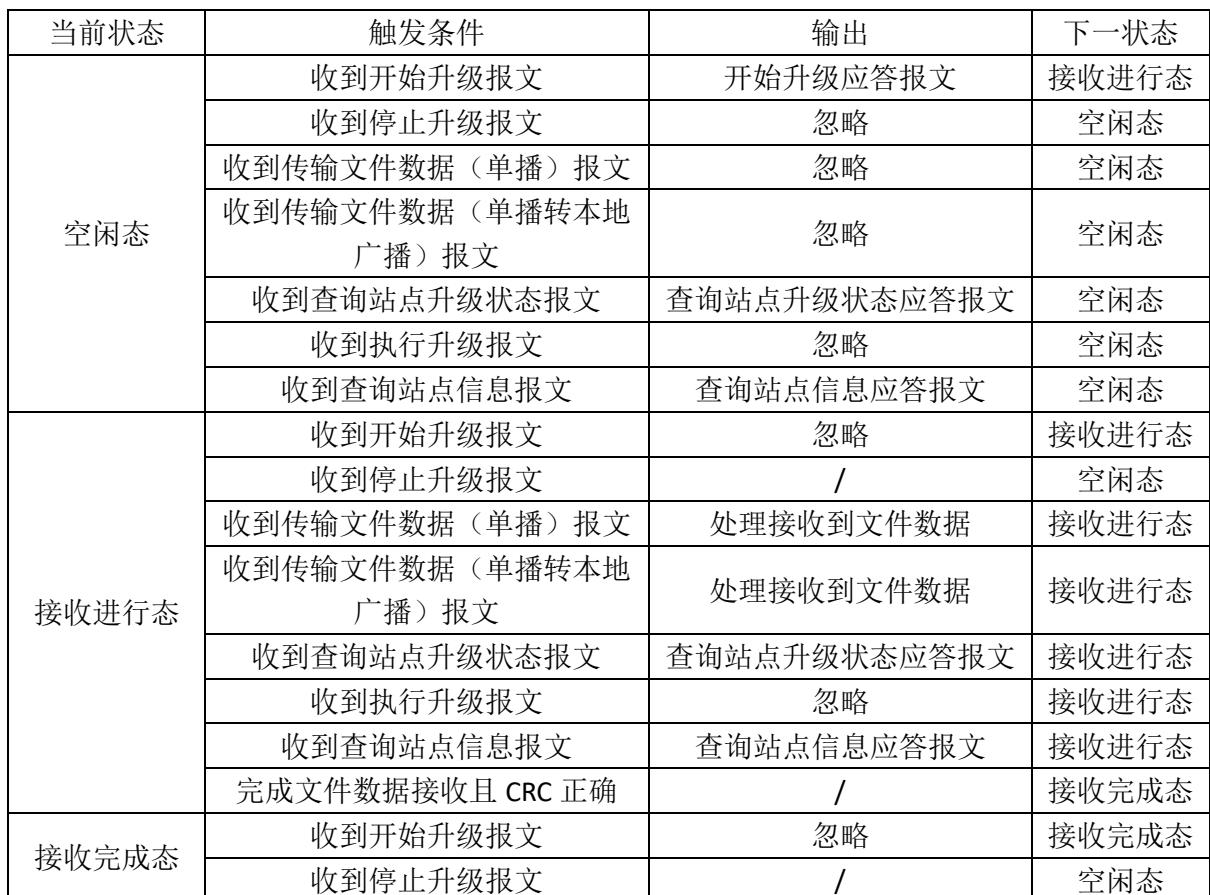 当前状态 触发条件 输出 下一状态
收到开始升级报文 开始升级应答报文 接收进行态
收到停止升级报文 忽略 空闲态
收到传输文件数据（单播）报文 忽略 空闲态
空闲态 收到传输文件数据（单播转本地
广播）报文 忽略 空闲态
收到查询站点升级状态报文 查询站点升级状态应答报文 空闲态
收到执行升级报文 忽略 空闲态
收到查询站点信息报文 查询站点信息应答报文 空闲态
收到开始升级报文 忽略 接收进行态
收到停止升级报文 / 空闲态
收到传输文件数据（单播）报文 处理接收到文件数据 接收进行态
接收进行态 收到传输文件数据（单播转本地
广播）报文 处理接收到文件数据 接收进行态
收到查询站点升级状态报文 查询站点升级状态应答报文 接收进行态
收到执行升级报文 忽略 接收进行态
收到查询站点信息报文 查询站点信息应答报文 接收进行态
完成文件数据接收且 CRC 正确 / 接收完成态
接收完成态 收到开始升级报文 忽略 接收完成态
收到停止升级报文 / 空闲态